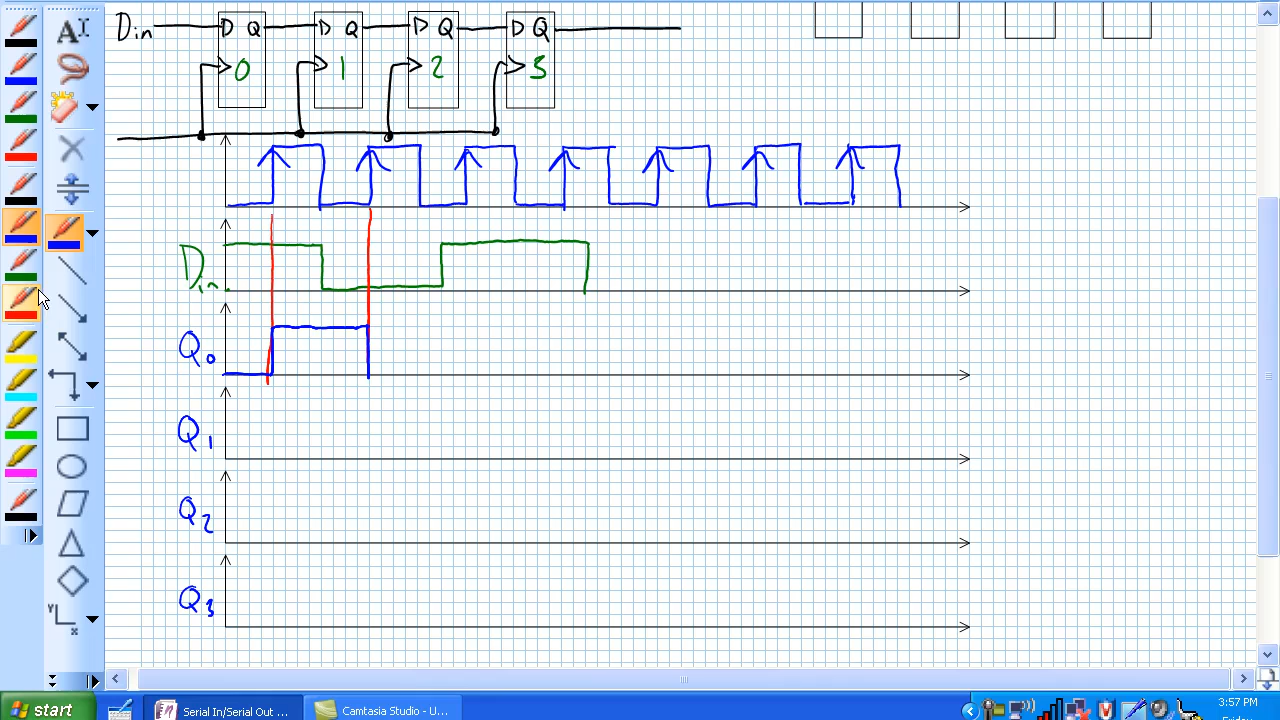 Din D Q D Q D Q D Q
0 1 2 3
Din
Q0
Q1
Q2
Q3
A
Y
x
start
Serial In/Serial Out ...
Camtasia Studio - U...
3:57 PM
Friday